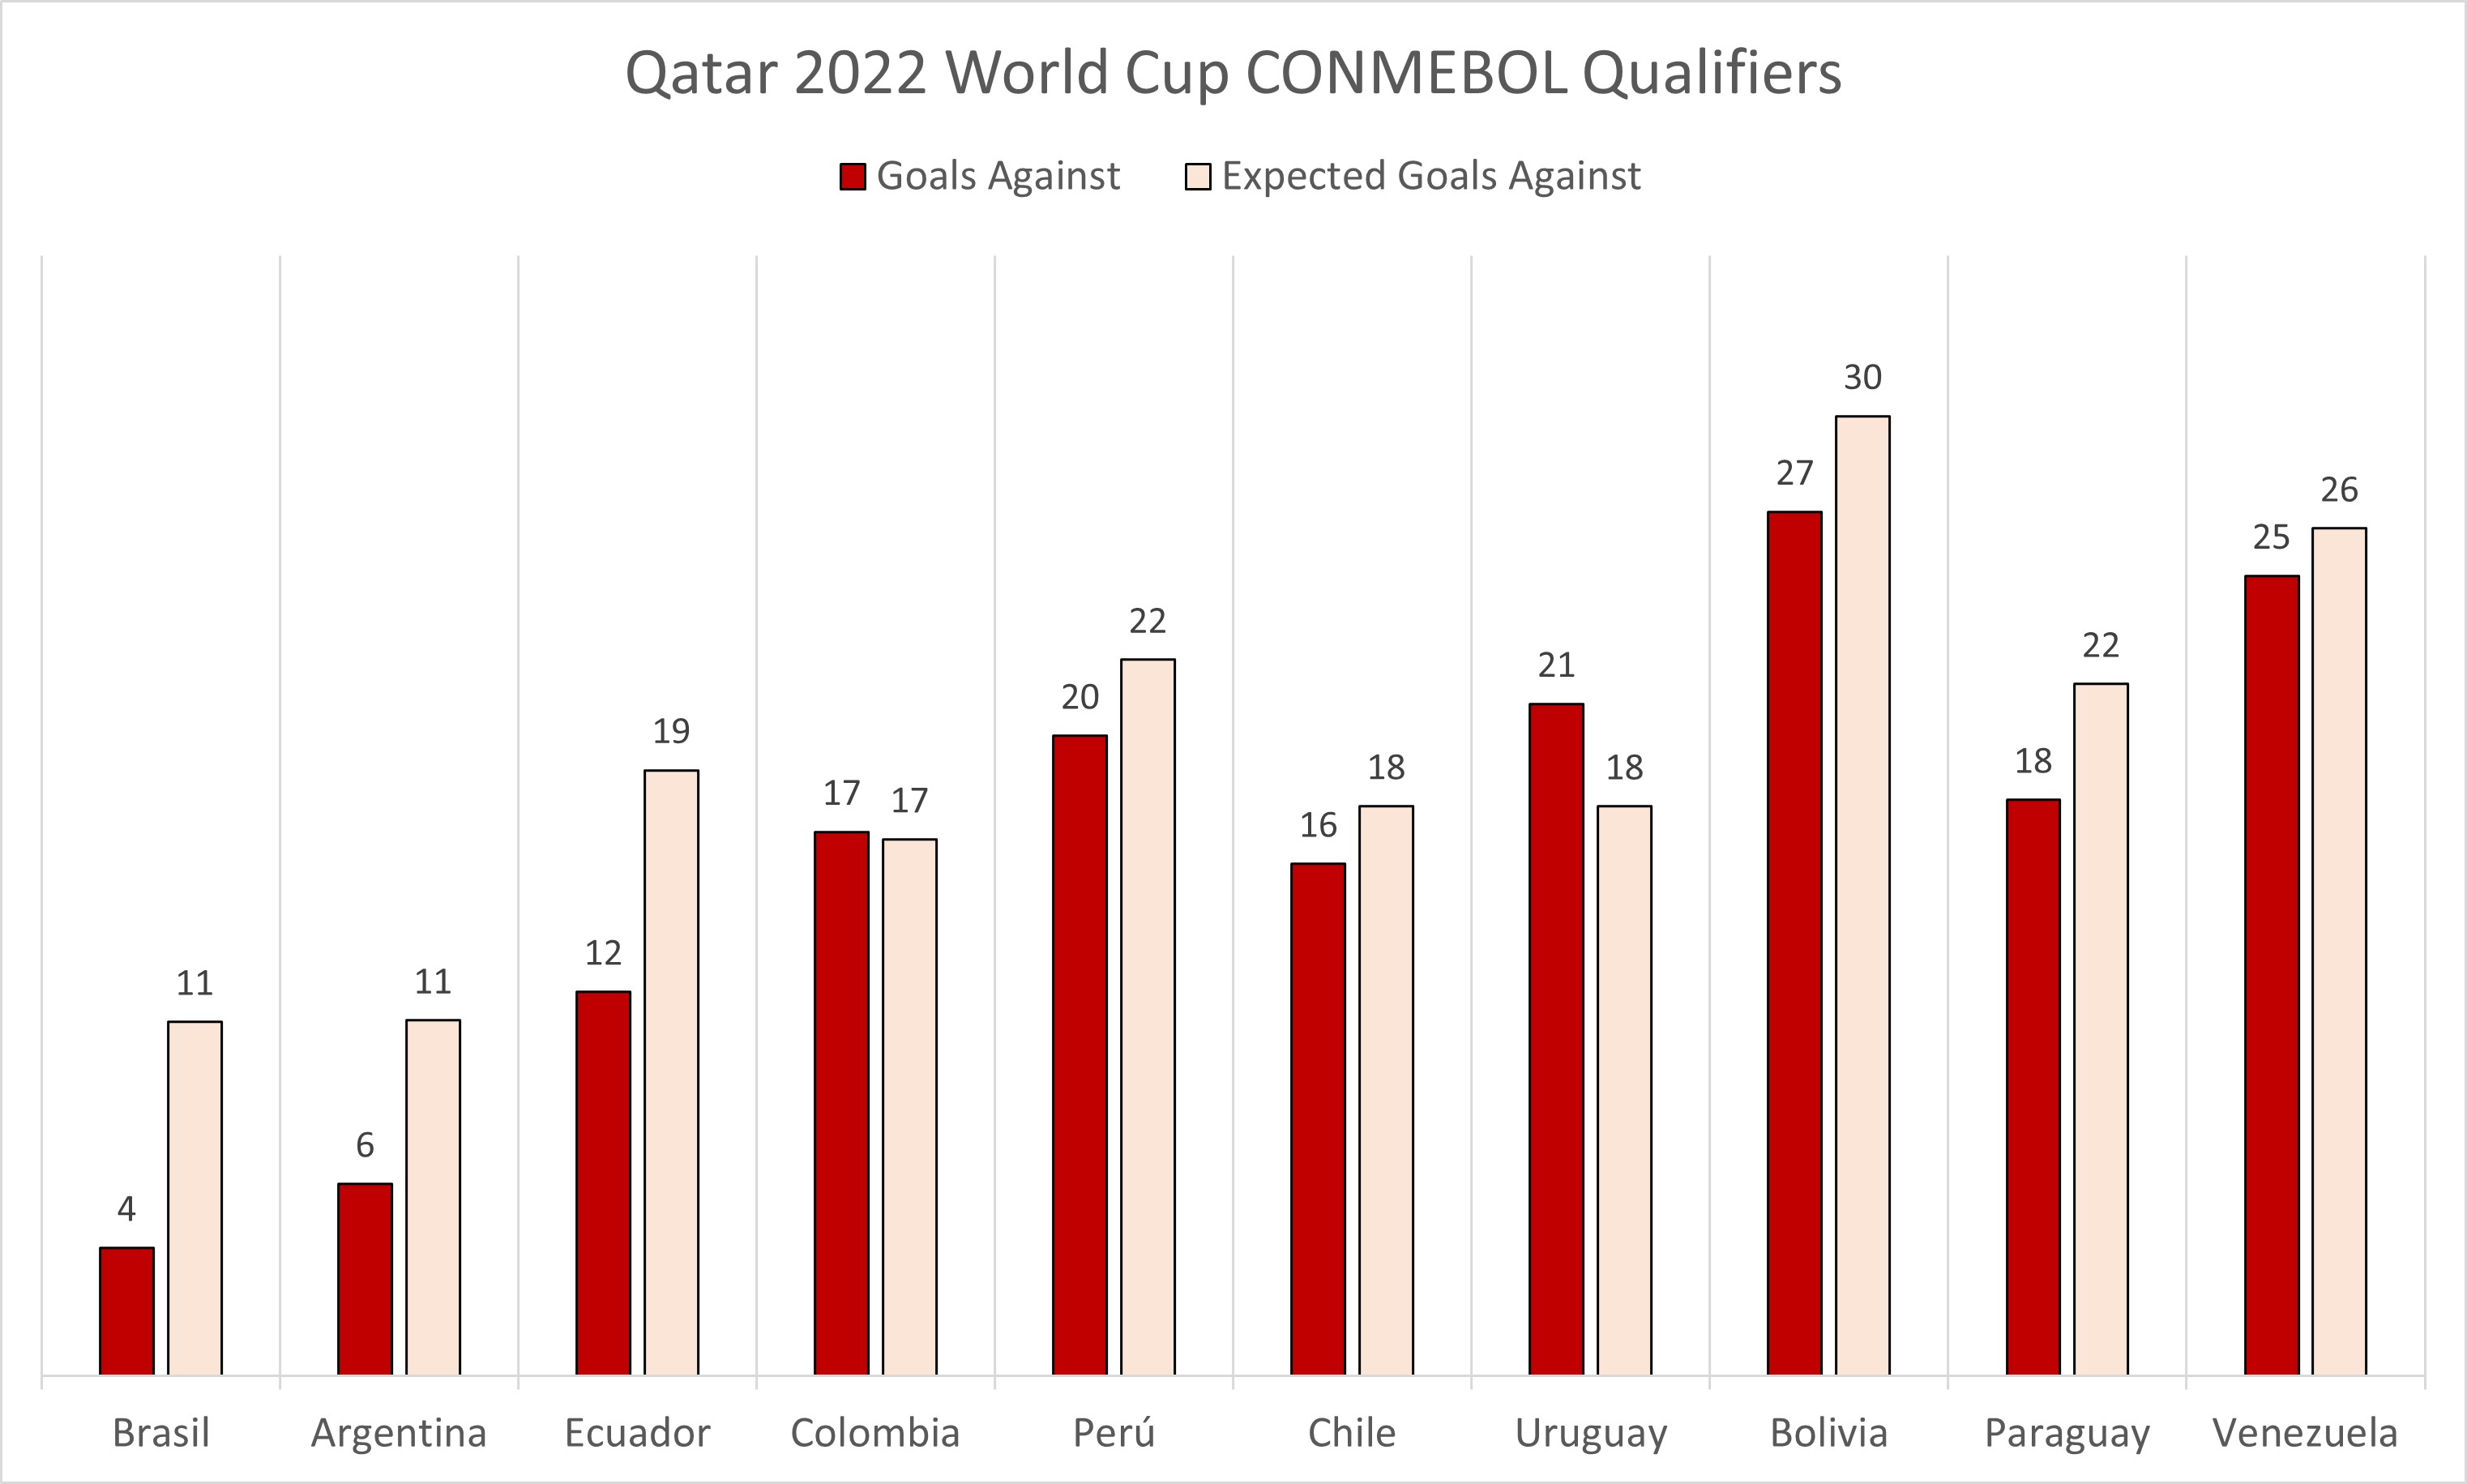 Qatar 2022 World Cup CONMEBOL Qualifiers
Goals Against Expected Goals Against
4 11 6 11 12 19 17 17 20 22 16 18 21 18 27 30 18 22 25 26
Brasil Argentina Ecuador Colombia Perú Chile Uruguay Bolivia Paraguay Venezuela